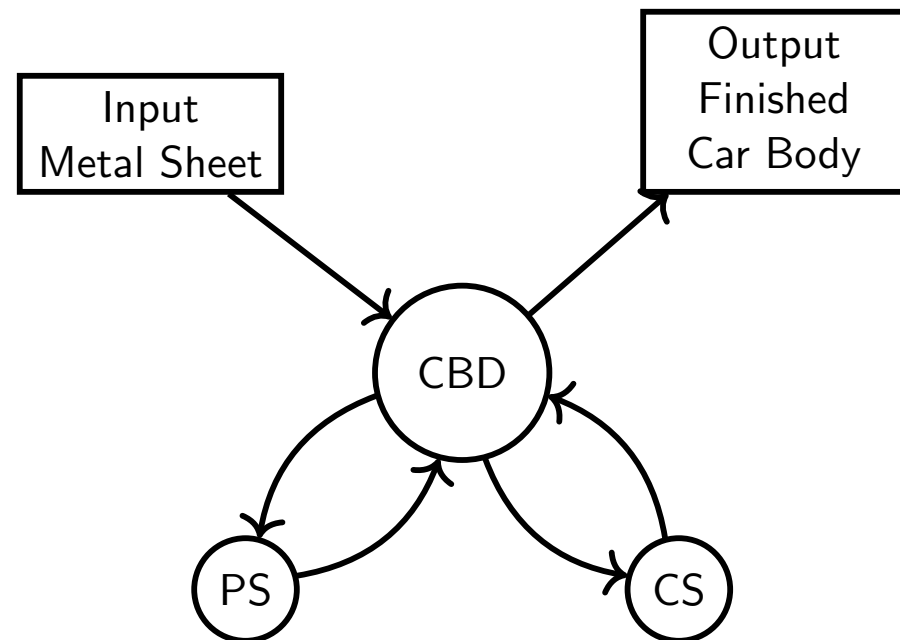 Input
Metal Sheet
Output
Finished
Car Body
CBD
PS
CS